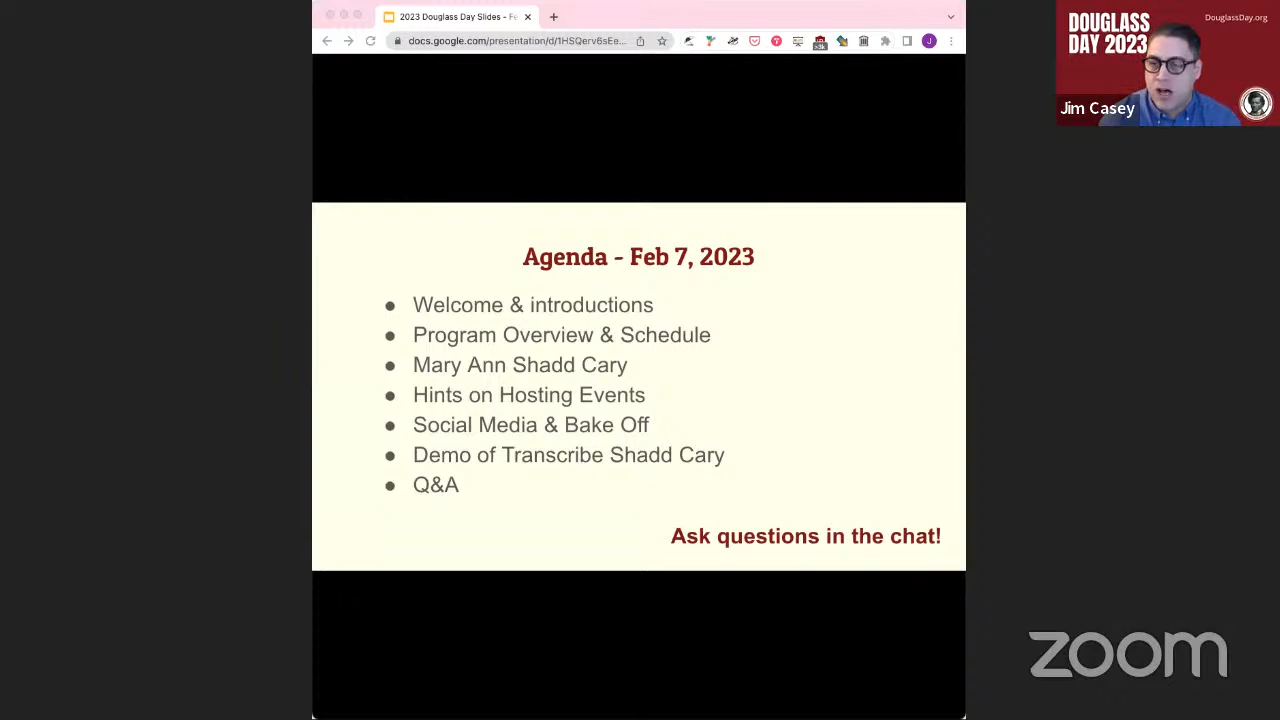 2023 Douglass Day Slides - Fe
docs.google.com/presentation/d/1HSQerv6sEe...
>3k
J
Agenda - Feb 7, 2023
● Welcome & introductions
● Program Overview & Schedule
● Mary Ann Shadd Cary
● Hints on Hosting Events
● Social Media & Bake Off
● Demo of Transcribe Shadd Cary
● Q&A
Ask questions in the chat!
DOUGLASS
DAY 2023
DouglassDay.org
Jim Casey
zoom